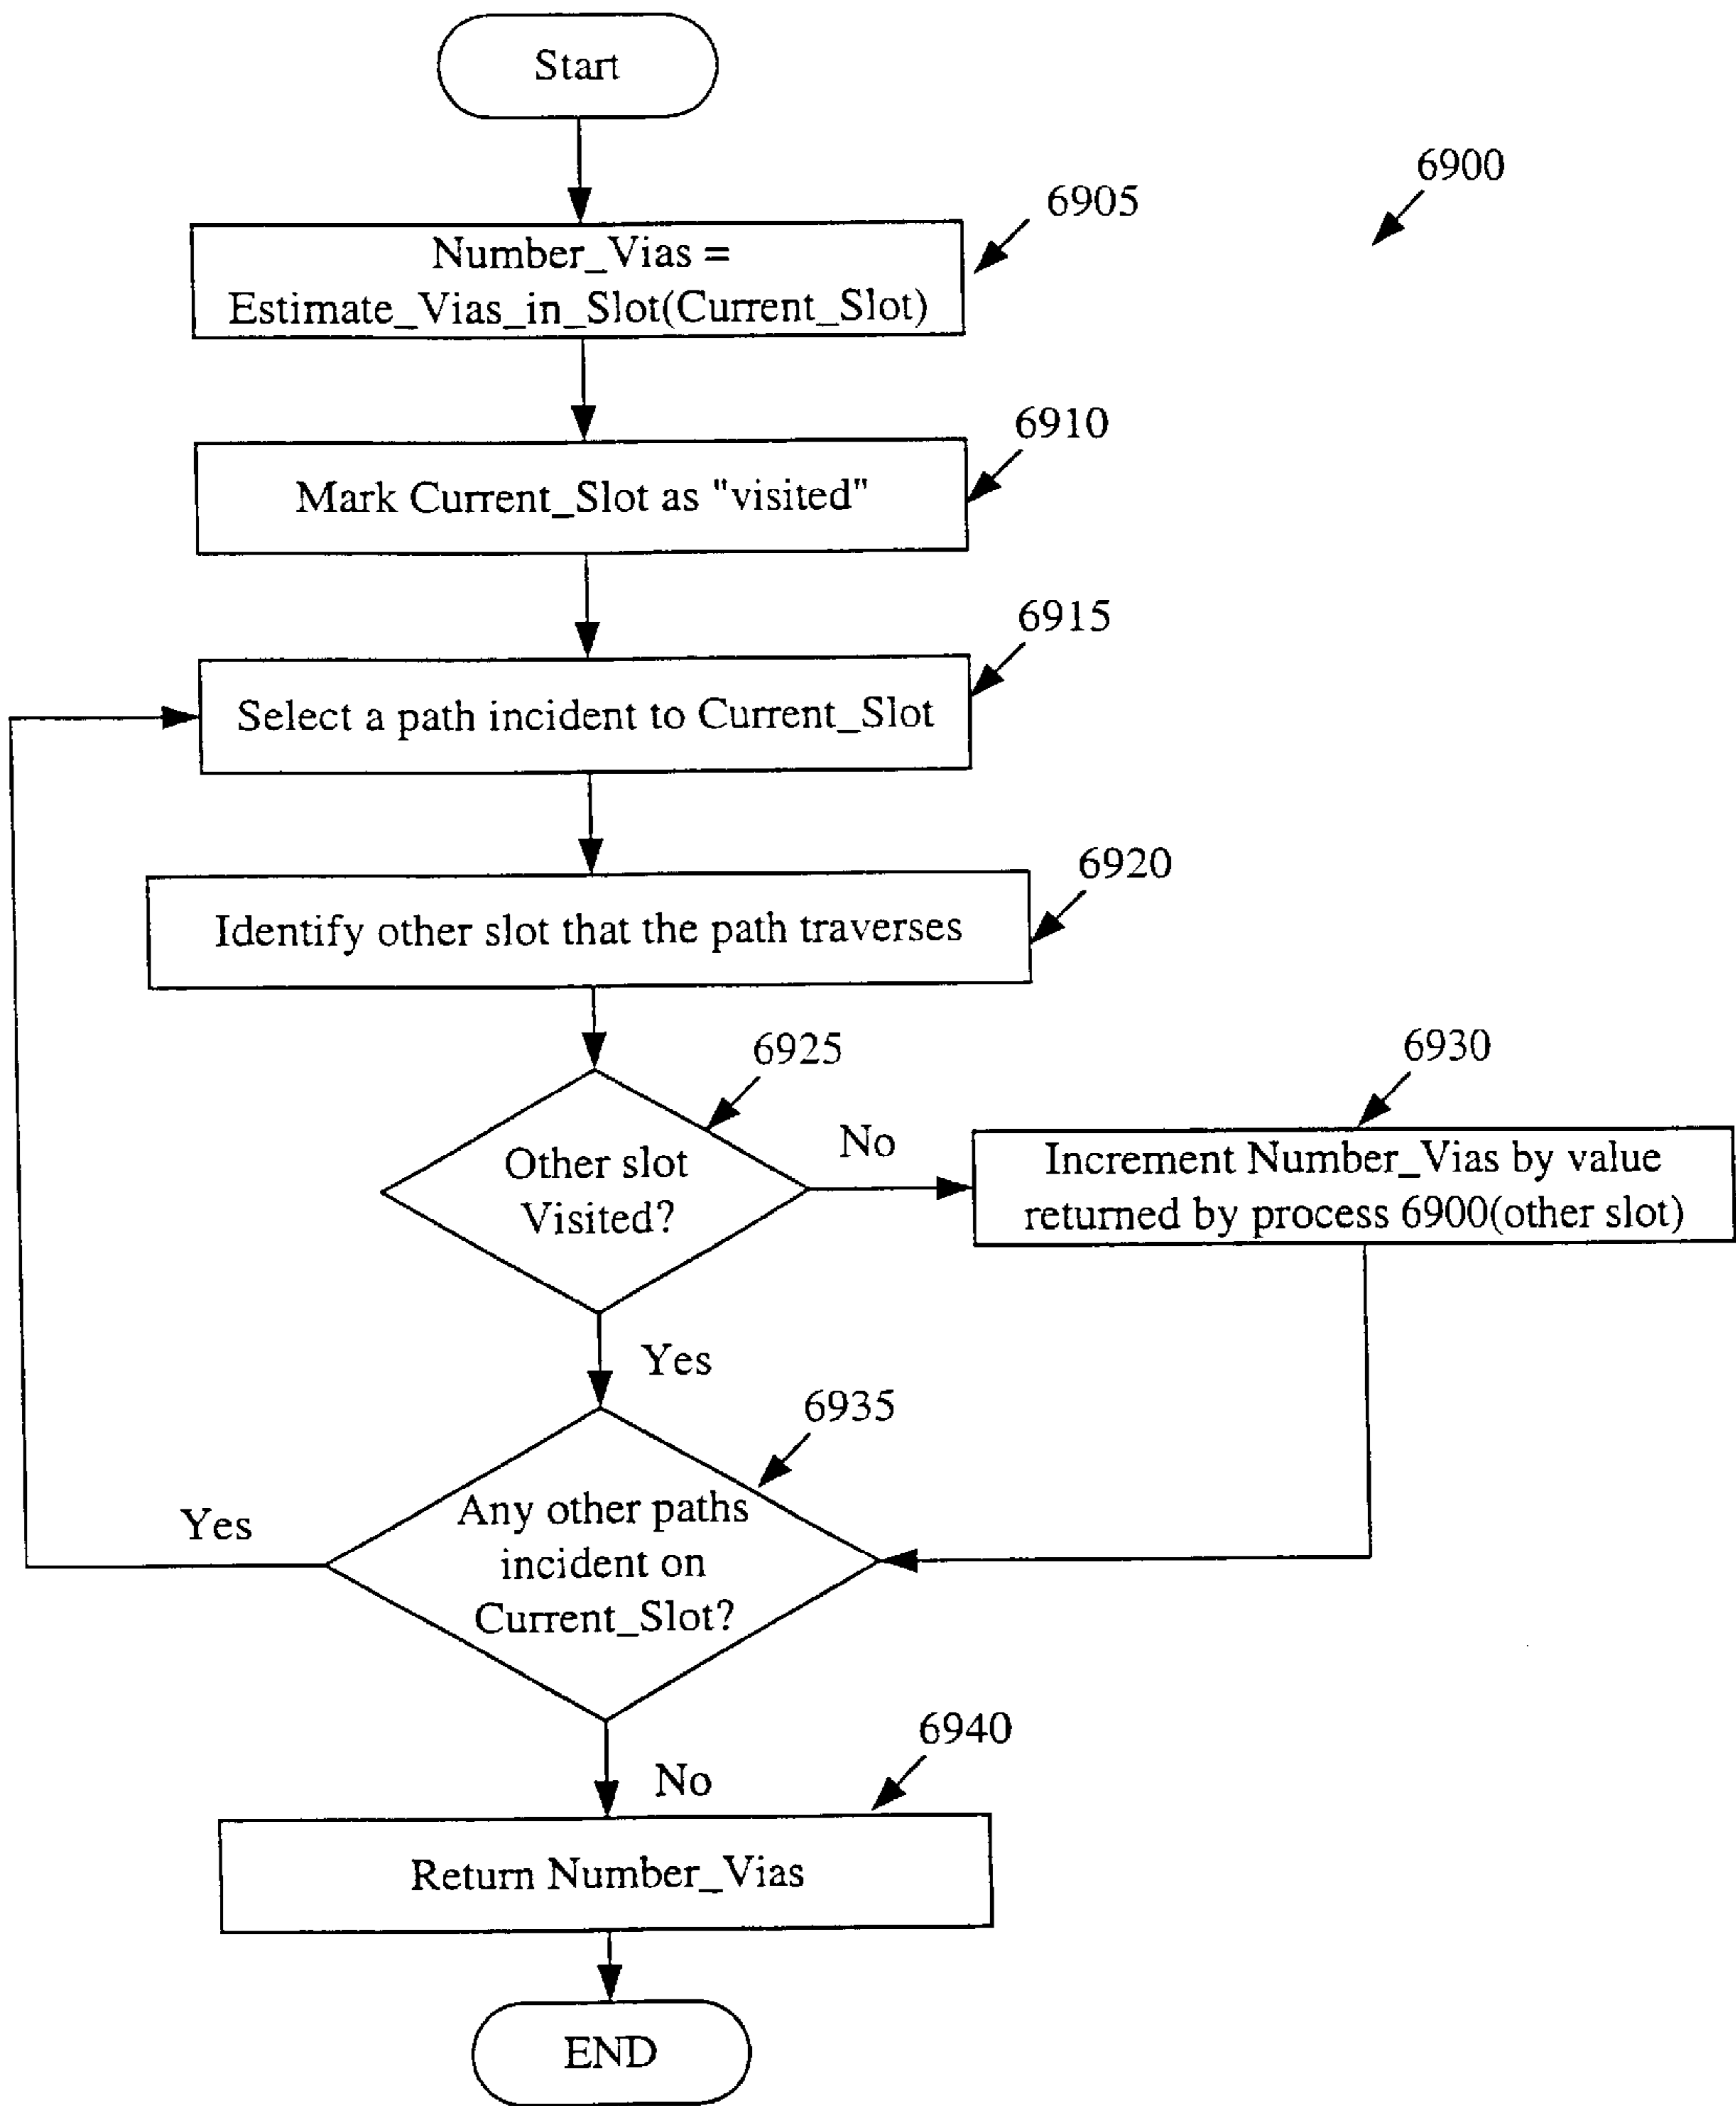 Start
6900
6905
Number_Vias =
Estimate_Vias_in_Slot(Current_Slot)
6910
Mark Current_Slot as "visited"
6915
Select a path incident to Current_Slot
6920
Identify other slot that the path traverses
6925
Other slot
Visited?
No
6930
Increment Number_Vias by value
returned by process 6900(other slot)
Yes
6935
Any other paths
incident on
Current_Slot?
Yes
No
6940
Return Number_Vias
END